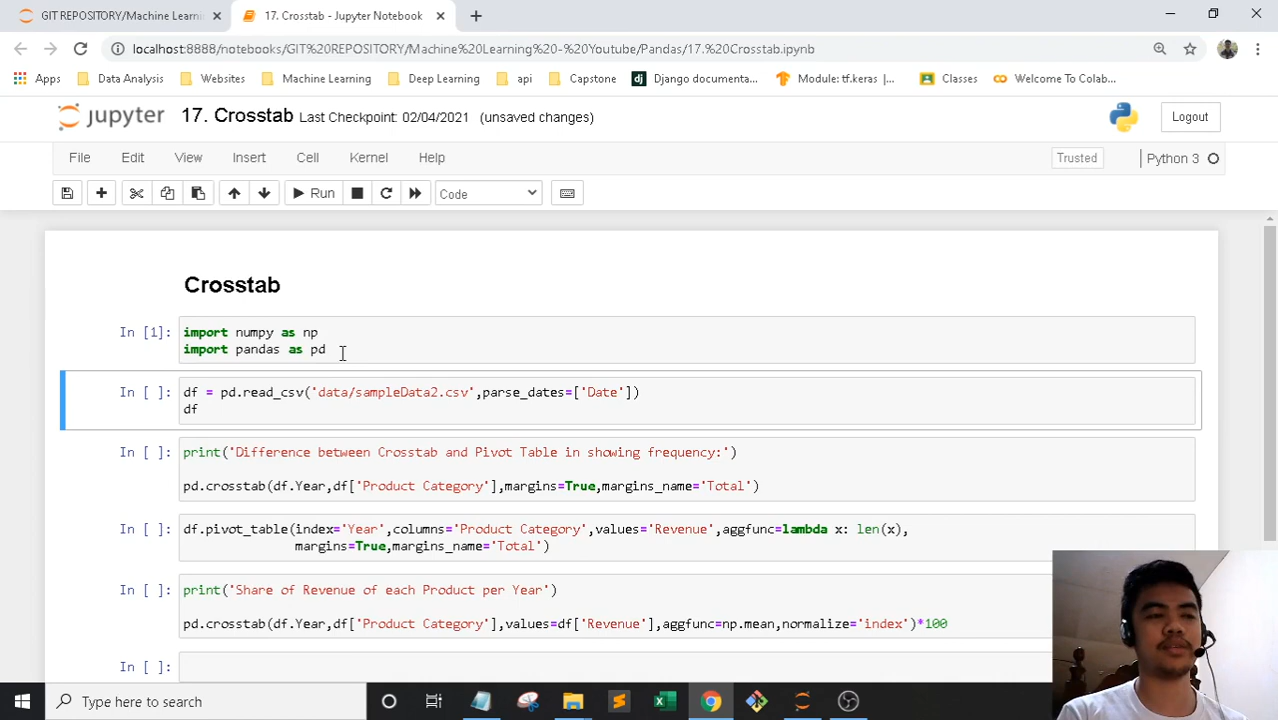 GIT REPOSITORY/Machine Learni
17. Crosstab - Jupyter Notebook
localhost:8888/notebooks/GIT%20REPOSITORY/Machine%20Learning%20-%20Youtube/Pandas/17.%20Crosstab.ipynb
Apps
Data Analysis
Websites
Machine Learning
Deep Learning
api
Capstone
dj
Django documenta...
Module: tf.keras |...
Classes
Welcome To Colab...
jupyter
17. Crosstab Last Checkpoint: 02/04/2021 (unsaved changes)
Logout
File
Edit
View
Insert
Cell
Kernel
Help
Trusted
Python 3
Run
Code
Crosstab
In [1]:
import numpy as np
import pandas as pd
In [ ]:
df = pd.read_csv('data/sampleData2.csv',parse_dates=['Date'])
df
In [ ]:
print('Difference between Crosstab and Pivot Table in showing frequency:')
pd.crosstab(df.Year,df['Product Category'],margins=True,margins_name='Total')
In [ ]:
df.pivot_table(index='Year',columns='Product Category',values='Revenue',aggfunc=lambda x: len(x),
margins=True,margins_name='Total')
In [ ]:
print('Share of Revenue of each Product per Year')
pd.crosstab(df.Year,df['Product Category'],values=df['Revenue'],aggfunc=np.mean,normalize='index')*100
In [ ]:
Type here to search